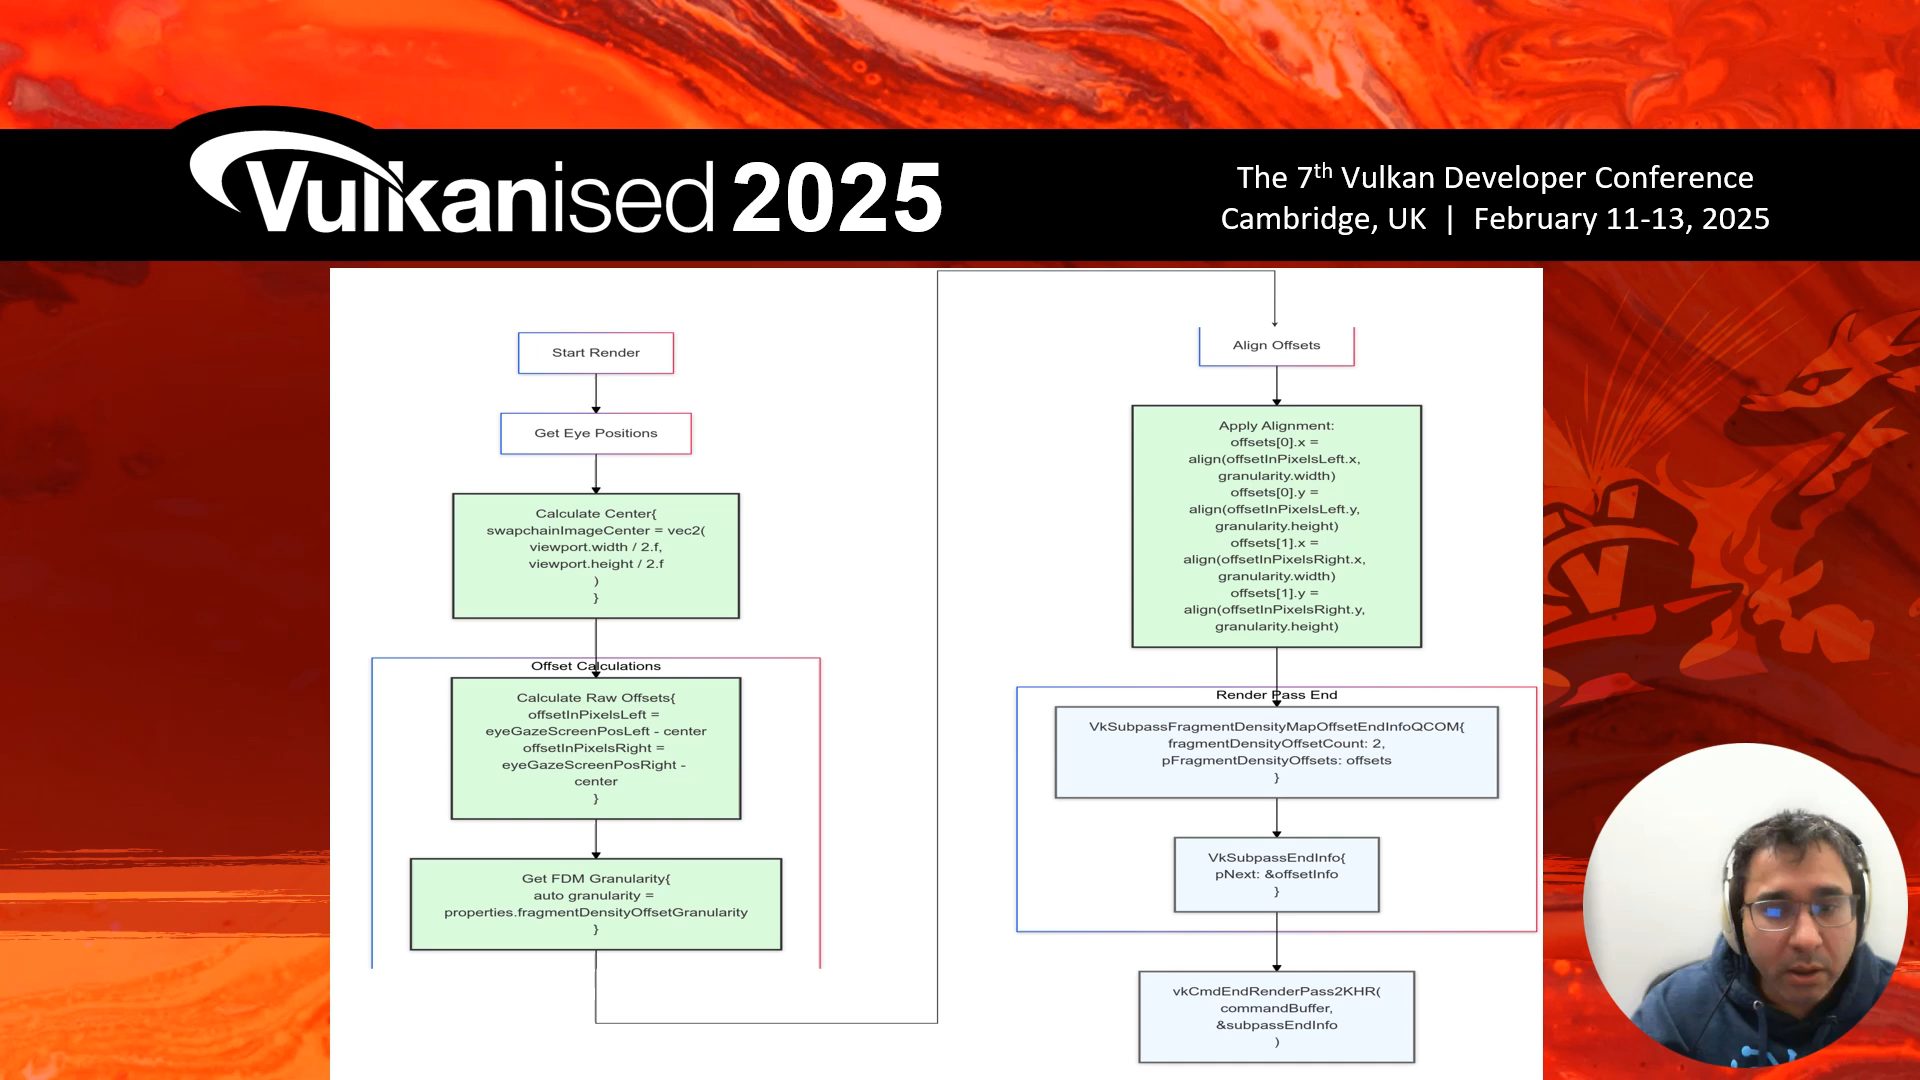 Vulkanised 2025
The 7th Vulkan Developer Conference
Cambridge, UK | February 11-13, 2025
Start Render
Get Eye Positions
Calculate Center{
swapchainImageCenter = vec2(
viewport.width / 2.f,
viewport.height / 2.f
)
}
Offset Calculations
Calculate Raw Offsets{
offsetInPixelsLeft =
eyeGazeScreenPosLeft - center
offsetInPixelsRight =
eyeGazeScreenPosRight -
center
}
Get FDM Granularity{
auto granularity =
properties.fragmentDensityOffsetGranularity
}
Align Offsets
Apply Alignment:
offsets[0].x =
align(offsetInPixelsLeft.x,
granularity.width)
offsets[0].y =
align(offsetInPixelsLeft.y,
granularity.height)
offsets[1].x =
align(offsetInPixelsRight.x,
granularity.width)
offsets[1].y =
align(offsetInPixelsRight.y,
granularity.height)
Render Pass End
VkSubpassFragmentDensityMapOffsetEndInfoQCOM{
fragmentDensityOffsetCount: 2,
pFragmentDensityOffsets: offsets
}
VkSubpassEndInfo{
pNext: &offsetInfo
}
vkCmdEndRenderPass2KHR(
commandBuffer,
&subpassEndInfo
)